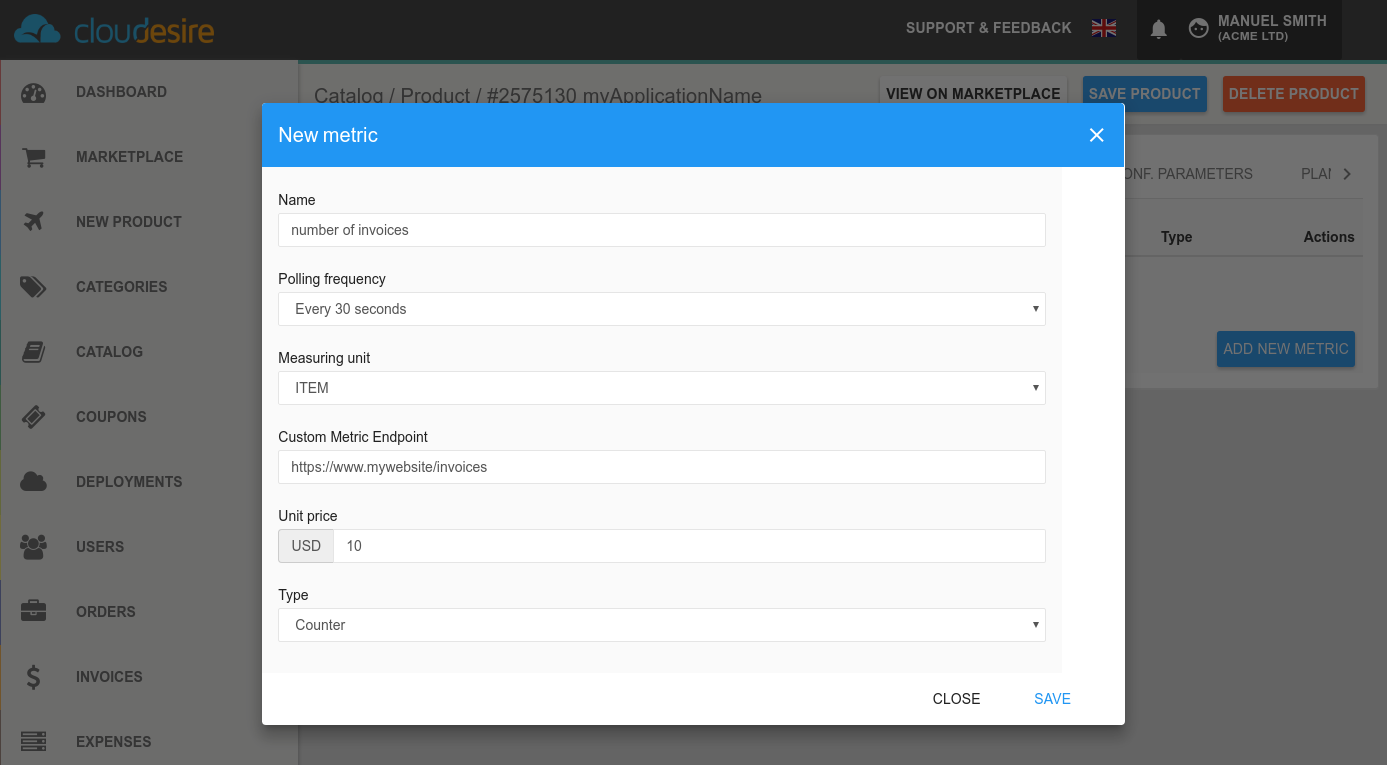 cloudesire
SUPPORT & FEEDBACK
MANUEL SMITH
(ACME LTD)
DASHBOARD
MARKETPLACE
NEW PRODUCT
CATEGORIES
CATALOG
COUPONS
DEPLOYMENTS
USERS
ORDERS
INVOICES
EXPENSES
Catalog / Product / #2575130 myApplicationName
VIEW ON MARKETPLACE
SAVE PRODUCT
DELETE PRODUCT
ONF. PARAMETERS
PLAN
Type
Actions
ADD NEW METRIC
New metric
Name
number of invoices
Polling frequency
Every 30 seconds
Measuring unit
ITEM
Custom Metric Endpoint
https://www.mywebsite/invoices
Unit price
USD 10
Type
Counter
CLOSE SAVE